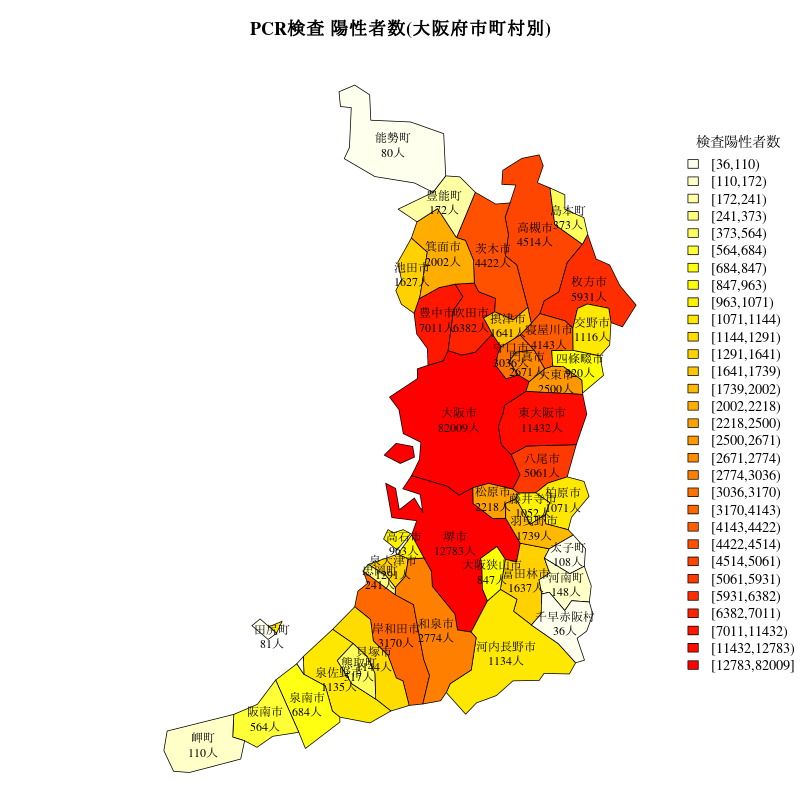 PCR検査 陽性者数(大阪府市町村別)
能勢町
80人
豊能町
172人
島本町
373人
高槻市
4514人
茨木市
4422人
箕面市
2002人
池田市
1627人
枚方市
5931人
豊中市
7011人
吹田市
6382人
摂津市
1641人
寝屋川市
4143人
交野市
1116人
守口市
3036人
門真市
2671人
四條畷市
920人
大東市
2500人
大阪市
82009人
東大阪市
11432人
八尾市
5061人
松原市
2218人
藤井寺市
1052人
柏原市
1071人
羽曳野市
1739人
堺市
12783人
高石市
963人
泉大津市
1291人
忠岡町
241人
大阪狭山市
847人
富田林市
1637人
太子町
108人
河南町
148人
千早赤阪村
36人
岸和田市
3170人
和泉市
2774人
河内長野市
1134人
田尻町
81人
貝塚市
1144人
熊取町
泉佐野市
1135人
泉南市
684人
阪南市
564人
岬町
110人
検査陽性者数
[36,110)
[110,172)
[172,241)
[241,373)
[373,564)
[564,684)
[684,847)
[847,963)
[963,1071)
[1071,1144)
[1144,1291)
[1291,1641)
[1641,1739)
[1739,2002)
[2002,2218)
[2218,2500)
[2500,2671)
[2671,2774)
[2774,3036)
[3036,3170)
[3170,4143)
[4143,4422)
[4422,4514)
[4514,5061)
[5061,5931)
[5931,6382)
[6382,7011)
[7011,11432)
[11432,12783)
[12783,82009]